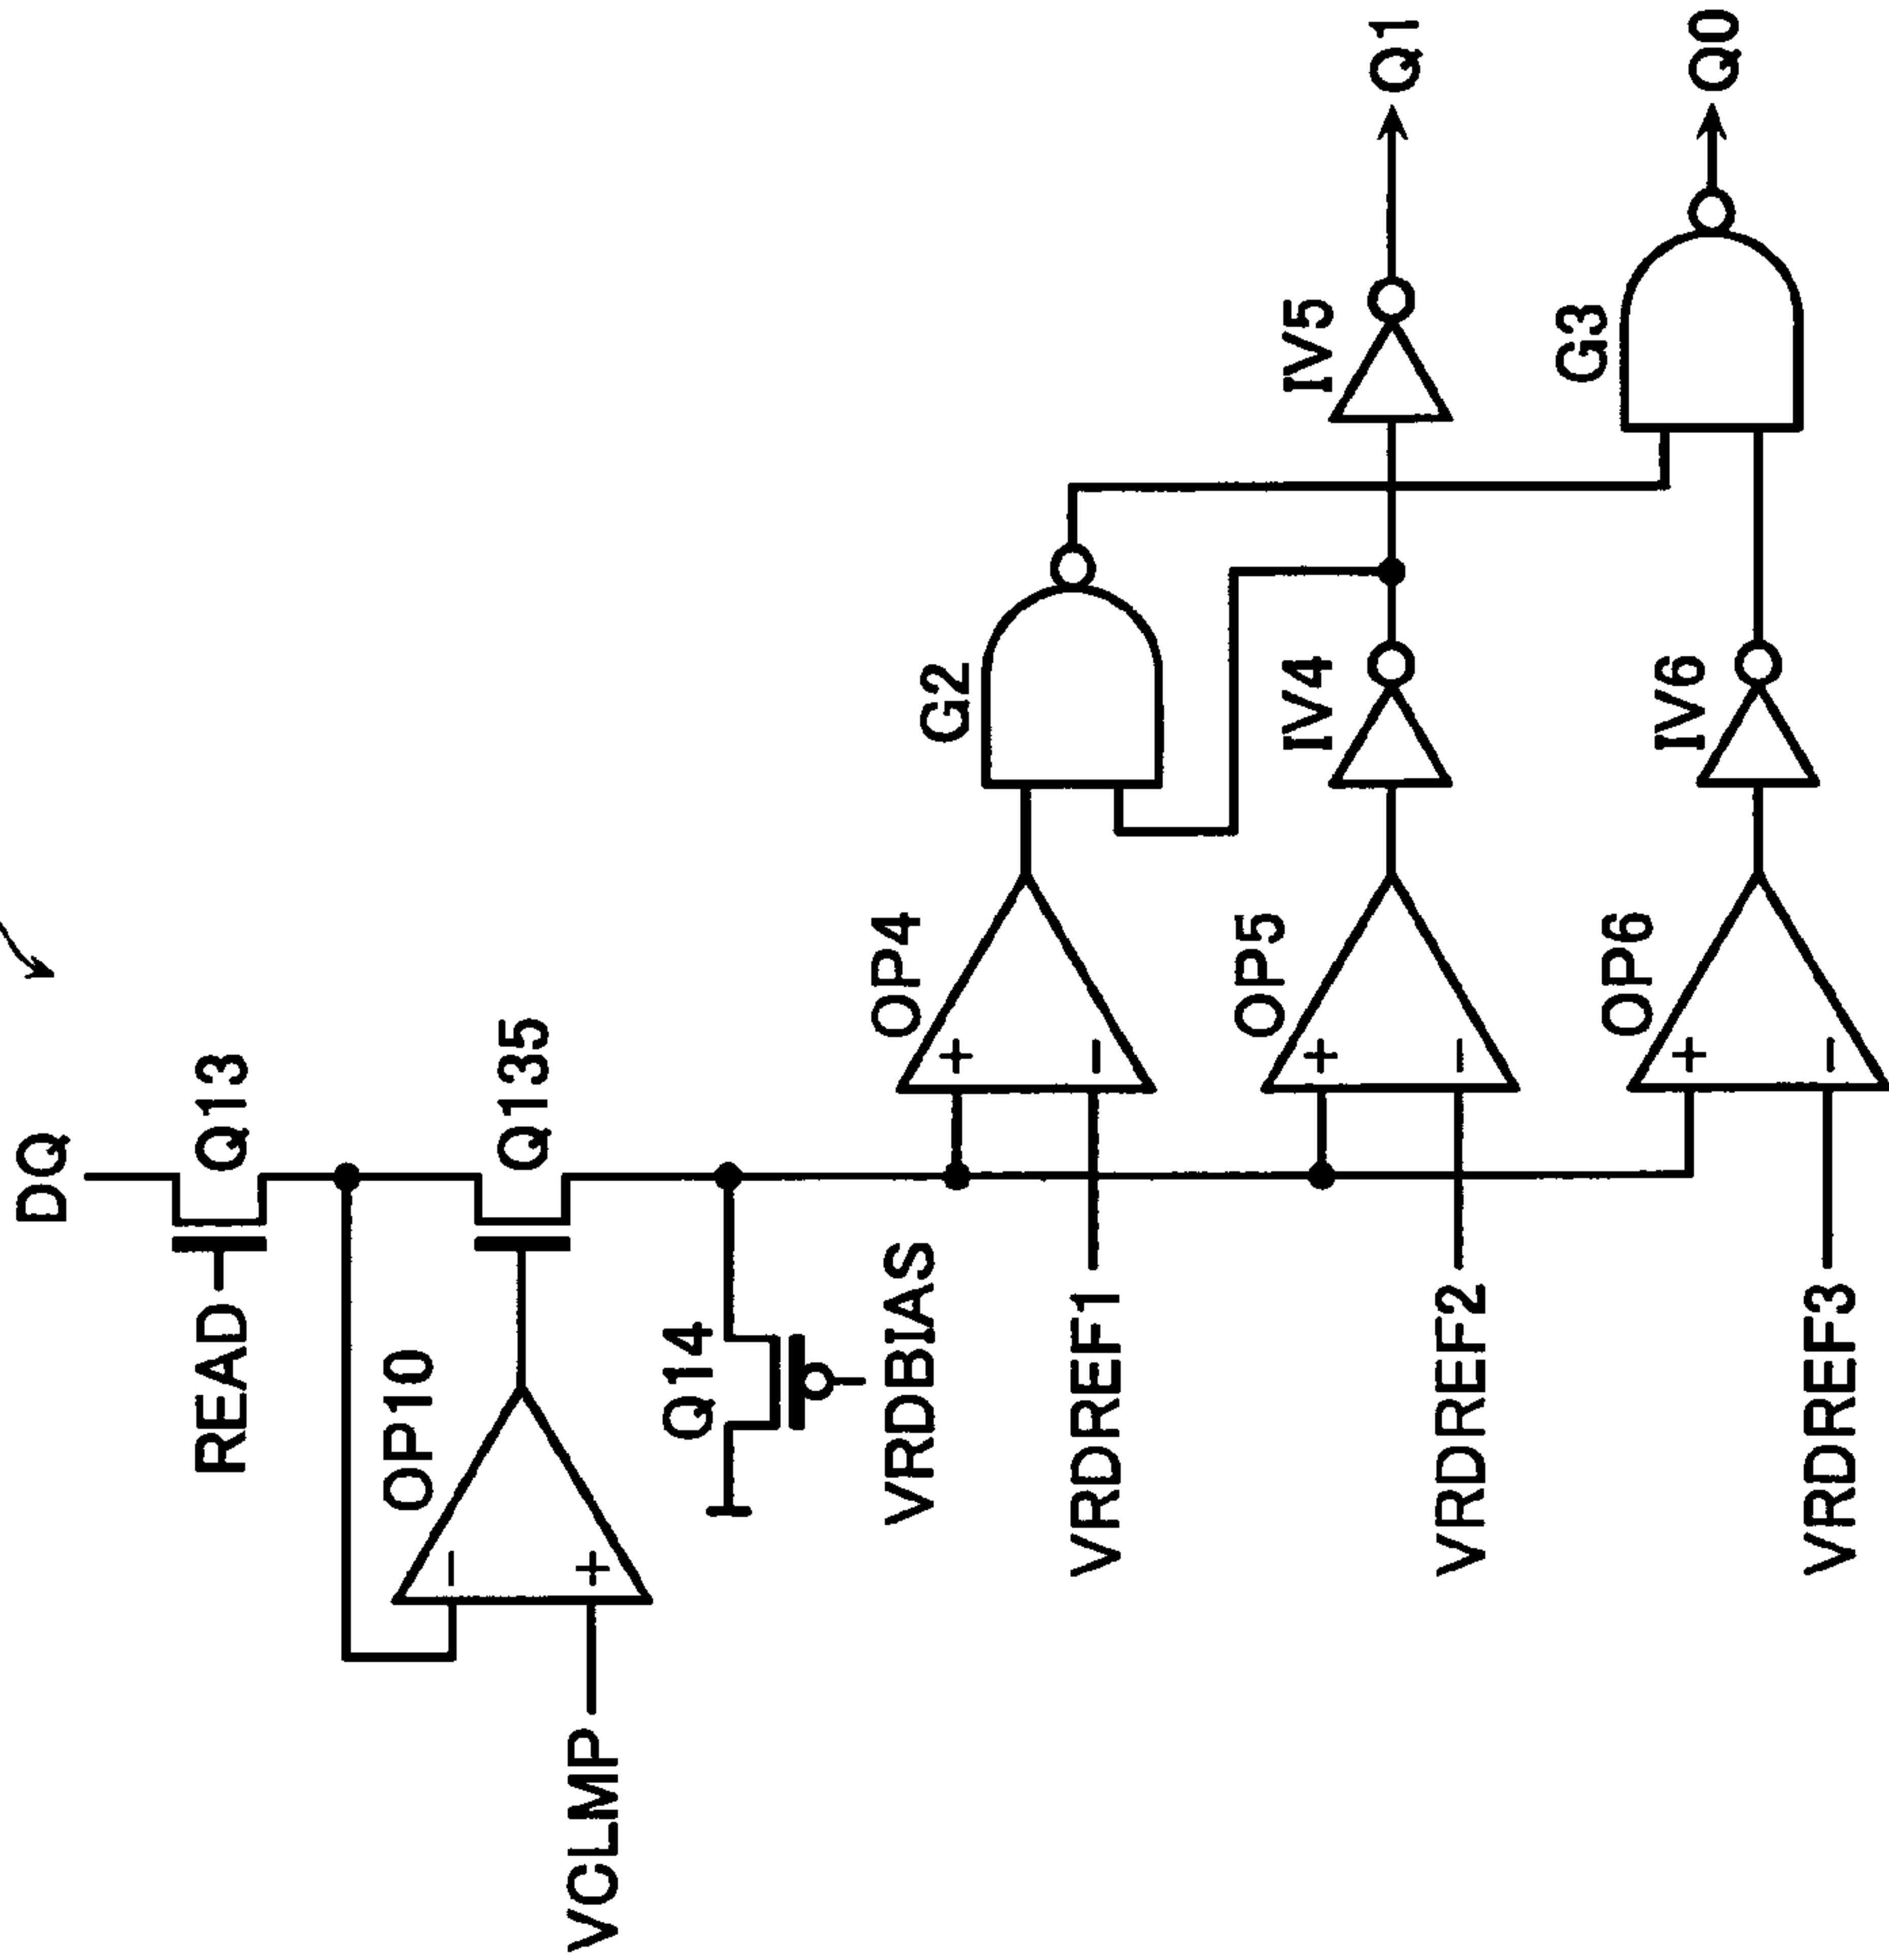 DQ
READ
Q13
OP10
VCLMP
Q135
Q14
VRDBIAS
OP4
VRDREF1
G2
OP5
VRDREF2
IV4
IV5
Q1
OP6
VRDREF3
IV6
G3
Q0
+
-
+
-
+
-
-
+